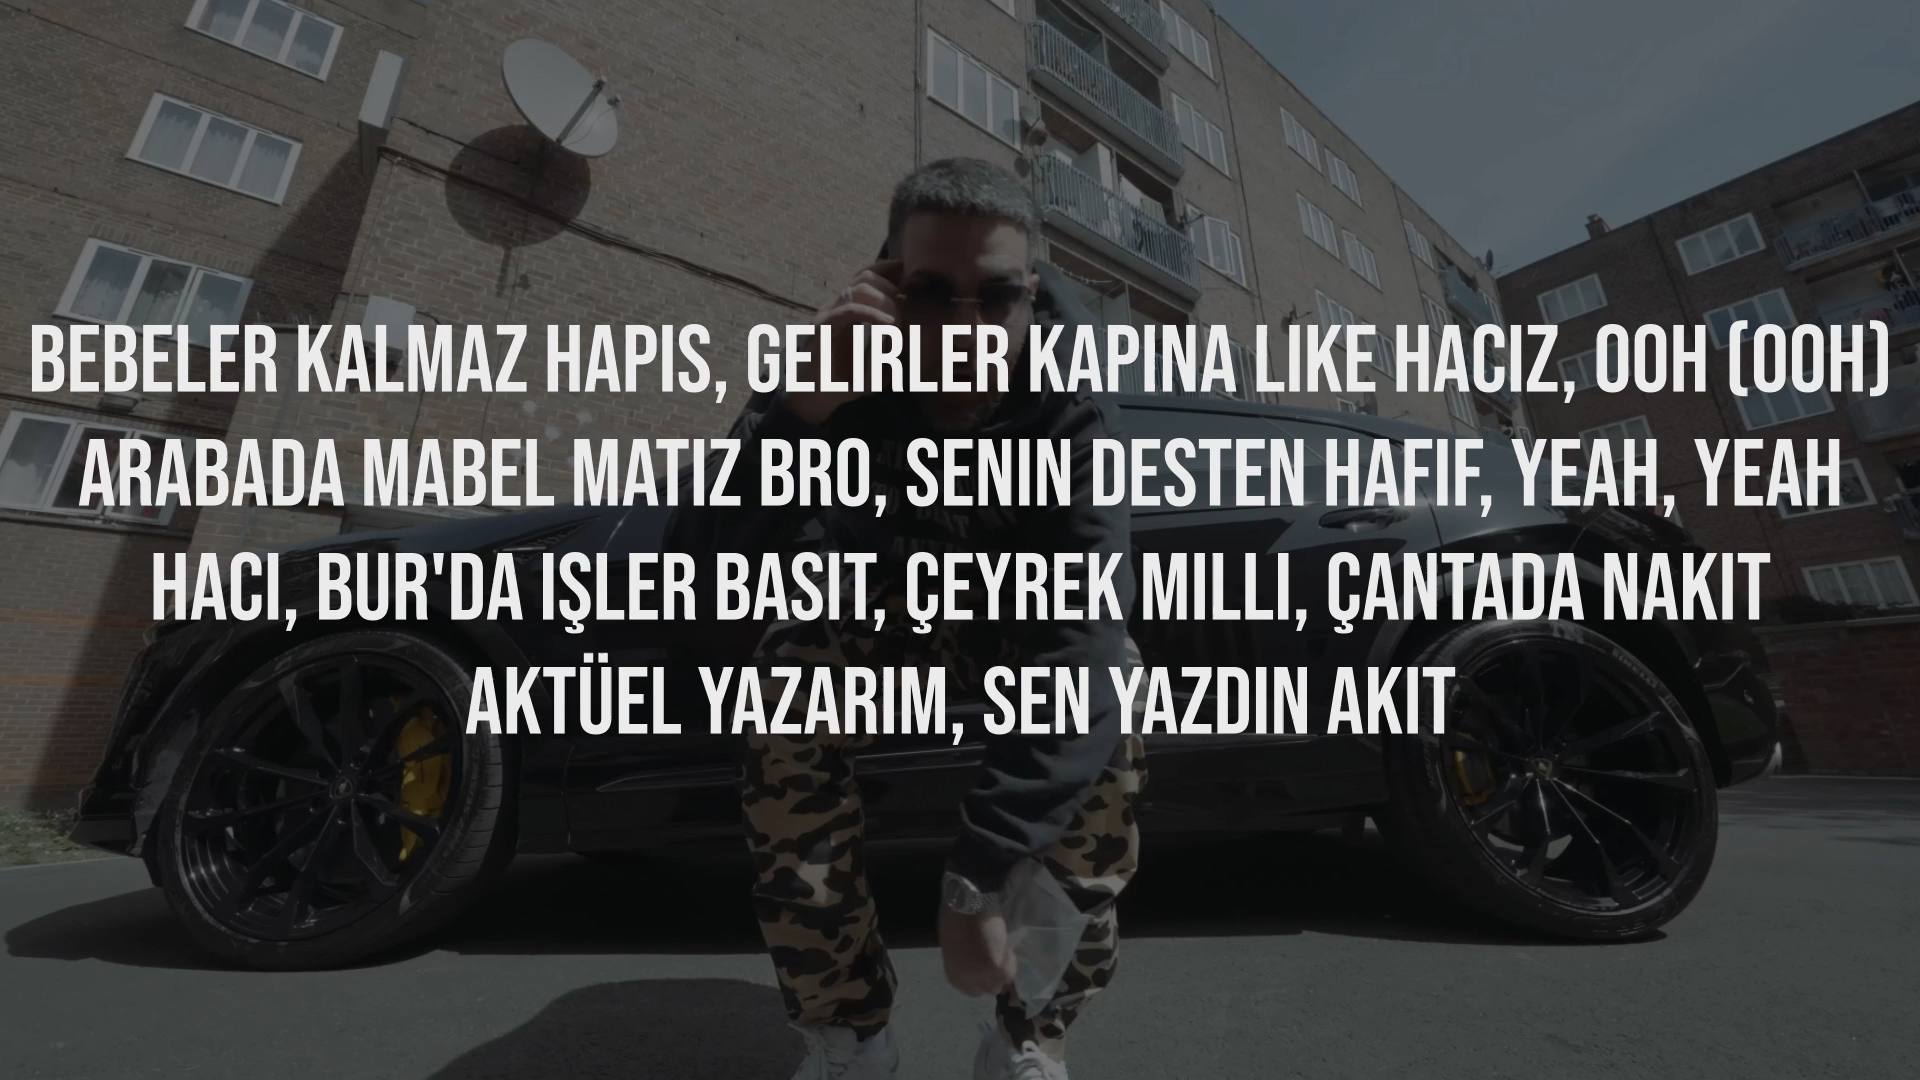 BEBELER KALMAZ HAPIS, GELIRLER KAPINA LIKE HACIZ, OOH (OOH)
ARABADA MABEL MATIZ BRO, SENIN DESTEN HAFIF, YEAH, YEAH
HACI, BUR'DA IŞLER BASIT, ÇEYREK MILLI, ÇANTADA NAKIT
AKTÜEL YAZARIM, SEN YAZDIN AKIT